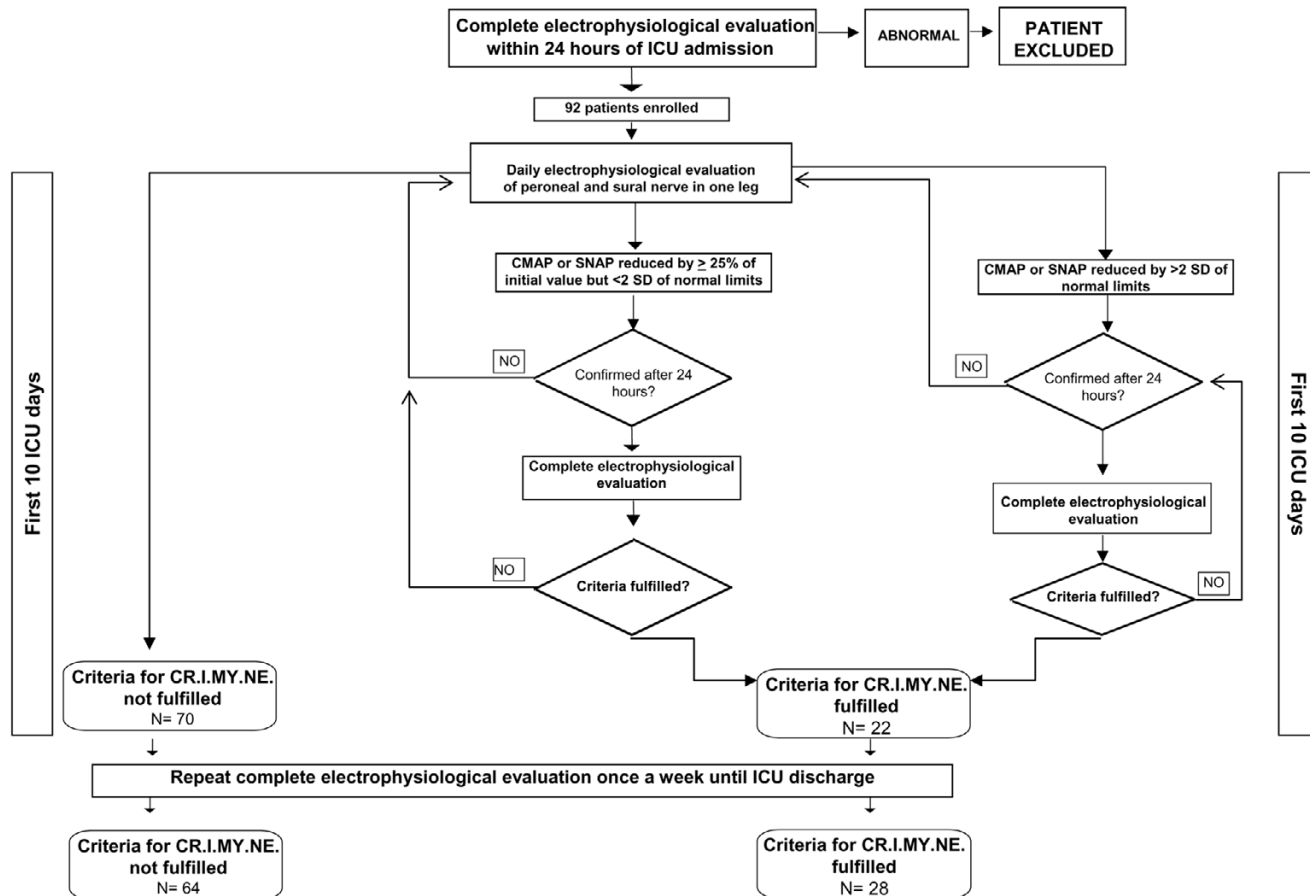 Complete electrophysiological evaluation
within 24 hours of ICU admission
ABNORMAL
PATIENT
EXCLUDED
92 patients enrolled
Daily electrophysiological evaluation
of peroneal and sural nerve in one leg
First 10 ICU days
First 10 ICU days
CMAP or SNAP reduced by ≥ 25% of
initial value but <2 SD of normal limits
CMAP or SNAP reduced by >2 SD of
normal limits
NO
Confirmed after 24
hours?
NO
Confirmed after 24
hours?
Complete electrophysiological
evaluation
Complete electrophysiological
evaluation
NO
Criteria fulfilled?
Criteria fulfilled?
NO
Criteria for CR.I.MY.NE.
not fulfilled
N= 70
Criteria for CR.I.MY.NE.
fulfilled
N= 22
Repeat complete electrophysiological evaluation once a week until ICU discharge
Criteria for CR.I.MY.NE.
not fulfilled
N= 64
Criteria for CR.I.MY.NE.
fulfilled
N= 28